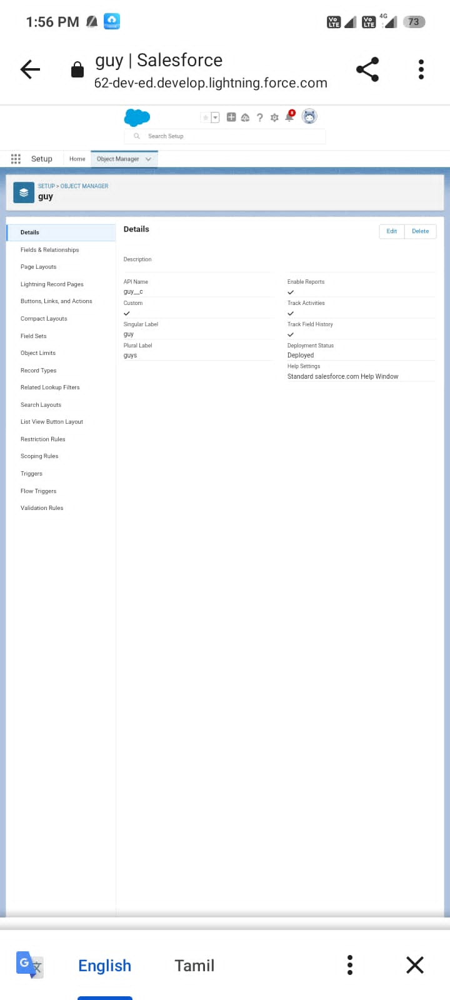 1:56 PM
Vo LTE
Vo LTE
4G
73
guy | Salesforce
62-dev-ed.develop.lightning.force.com
8
Search Setup
Setup
Home
Object Manager
SETUP > OBJECT MANAGER
guy
Details
Fields & Relationships
Page Layouts
Lightning Record Pages
Buttons, Links, and Actions
Compact Layouts
Field Sets
Object Limits
Record Types
Related Lookup Filters
Search Layouts
List View Button Layout
Restriction Rules
Scoping Rules
Triggers
Flow Triggers
Validation Rules
Details
Edit
Delete
Description
API Name
guy__c
Custom
Singular Label
guy
Plural Label
guys
Enable Reports
Track Activities
Track Field History
Deployment Status
Deployed
Help Settings
Standard salesforce.com Help Window
G 文
English
Tamil